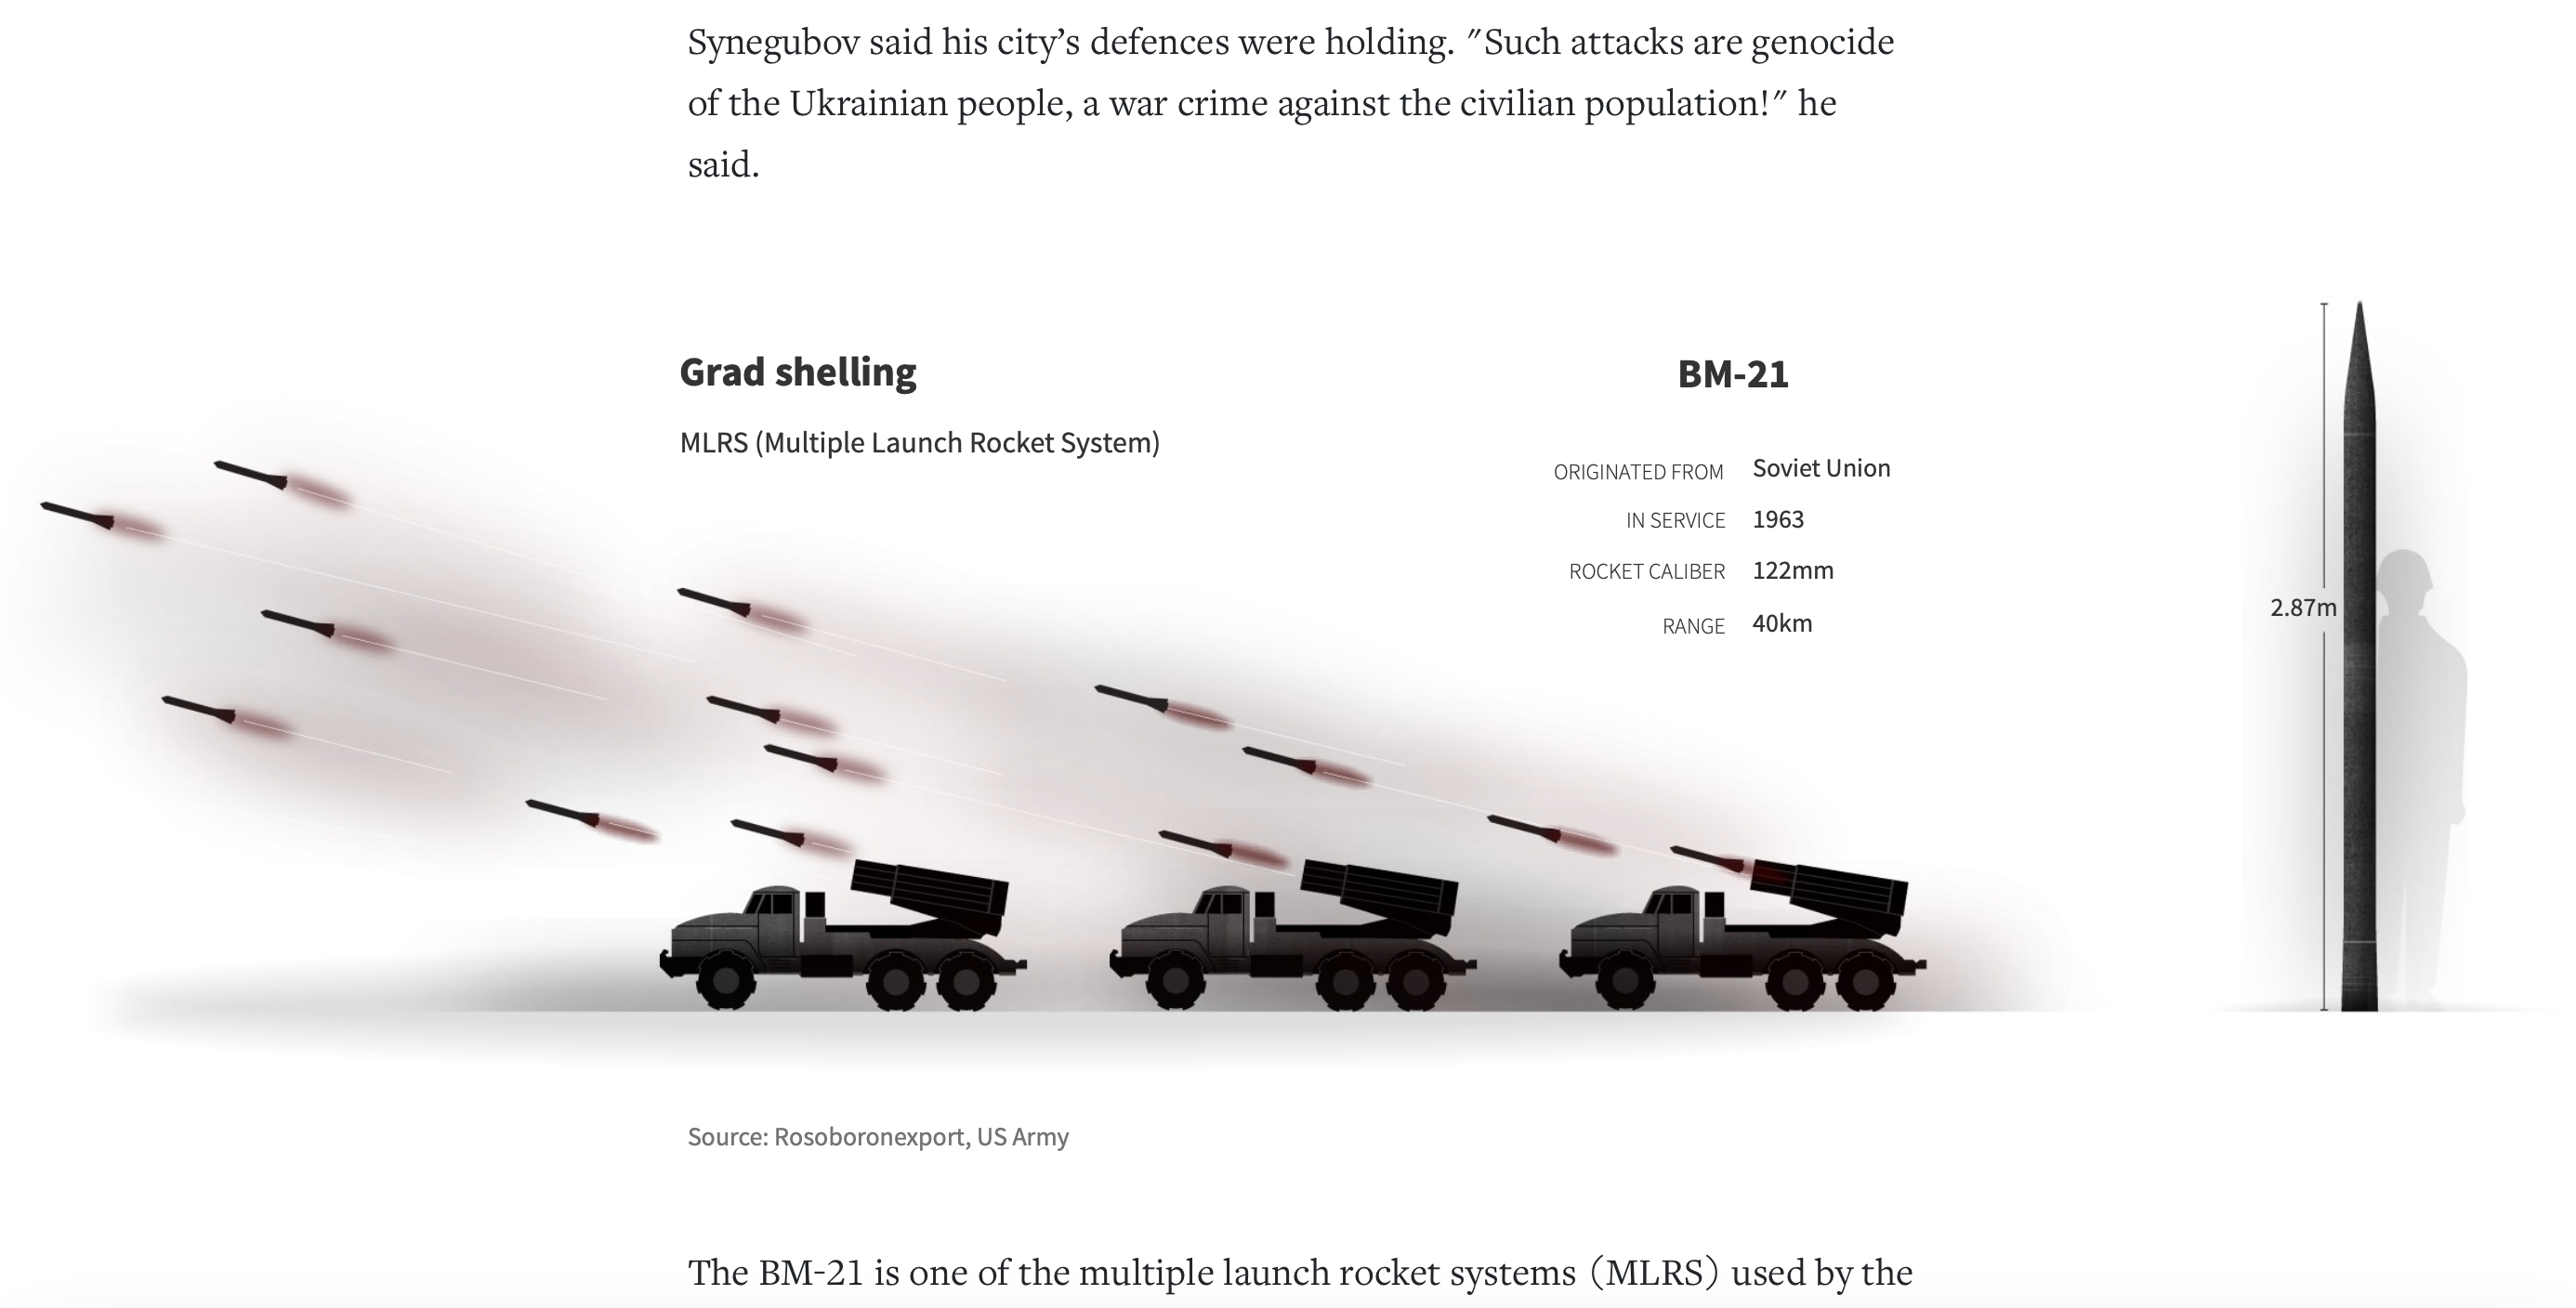 Synegubov said his city’s defences were holding. "Such attacks are genocide
of the Ukrainian people, a war crime against the civilian population!" he
said.
Grad shelling
MLRS (Multiple Launch Rocket System)
BM-21
ORIGINATED FROM Soviet Union
IN SERVICE 1963
ROCKET CALIBER 122mm
RANGE 40km
2.87m
Source: Rosoboronexport, US Army
The BM-21 is one of the multiple launch rocket systems (MLRS) used by the